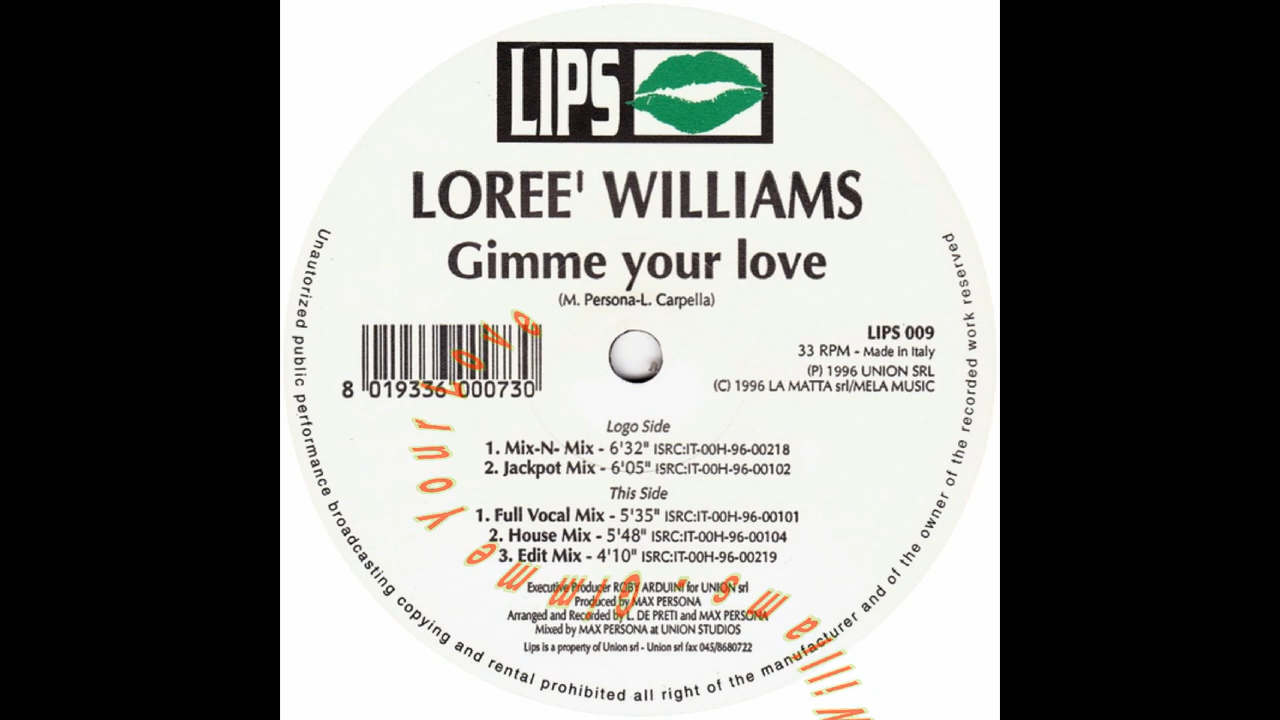 LIPS
LOREE' WILLIAMS
Gimme your love
(M. Persona-L. Carpella)
8 019336 000730
LIPS 009
33 RPM - Made in Italy
(P) 1996 UNION SRL
(C) 1996 LA MATTA srl/MELA MUSIC
Logo Side
1. Mix-N- Mix - 6'32" ISRC:IT-00H-96-00218
2. Jackpot Mix - 6'05" ISRC:IT-00H-96-00102
This Side
1. Full Vocal Mix - 5'35" ISRC:IT-00H-96-00101
2. House Mix - 5'48" ISRC:IT-00H-96-00104
3. Edit Mix - 4'10" ISRC:IT-00H-96-00219
Executive Producer ROBY ARDUINI for UNION srl
Produced by MAX PERSONA
Arranged and Recorded by L. DE PRETI and MAX PERSONA
Mixed by MAX PERSONA at UNION STUDIOS
Lips is a property of Union srl - Union srl fax 045/8680722
Unautorized public performance broadcasting copying and rental prohibited all right of the manufacturer and of the owner of the recorded work reserved
Williams - Gimme Your Love